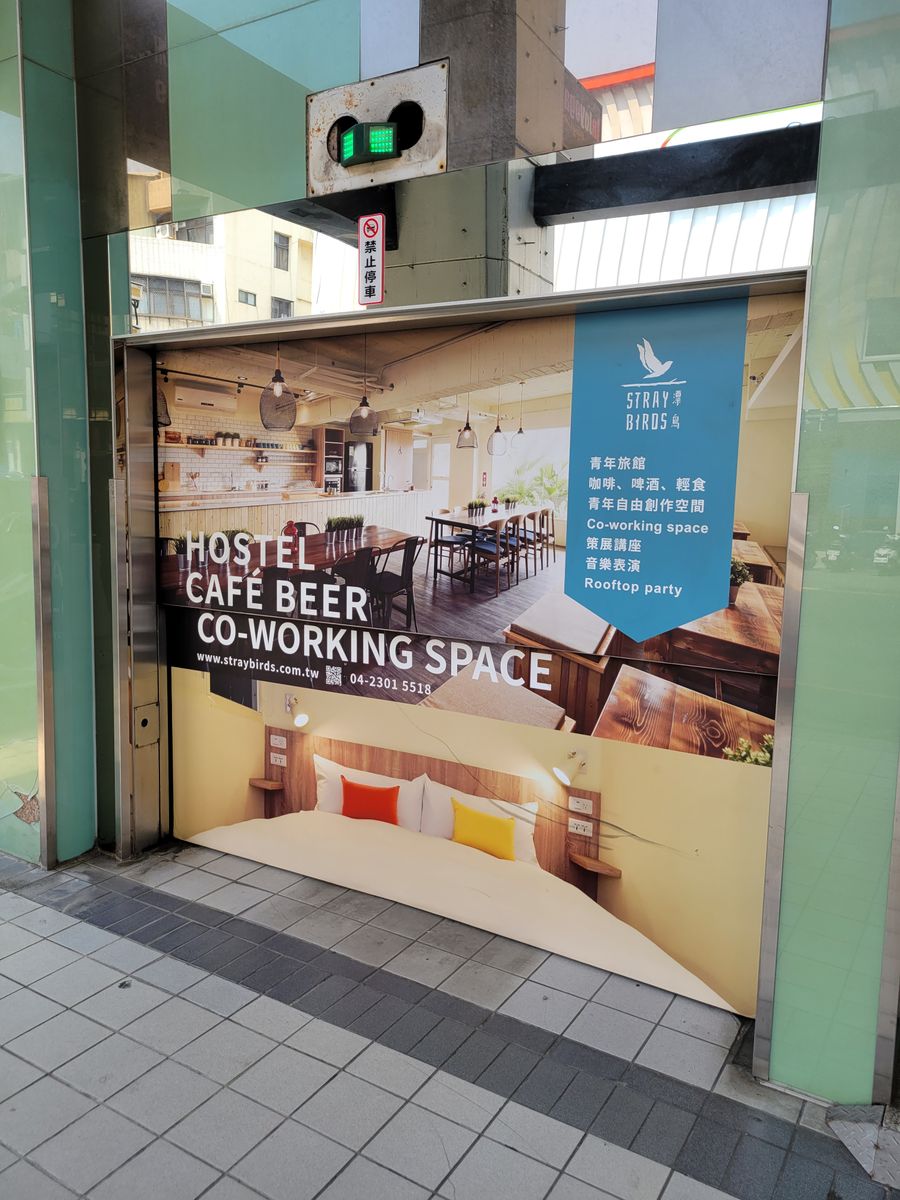 禁止停車
STRAY 漂
BIRDS 鳥
青年旅館
咖啡、啤酒、輕食
青年自由創作空間
Co-working space
策展講座
音樂表演
Rooftop party
HOSTEL
CAFÉ BEER
CO-WORKING SPACE
www.straybirds.com.tw 04-2301 5518